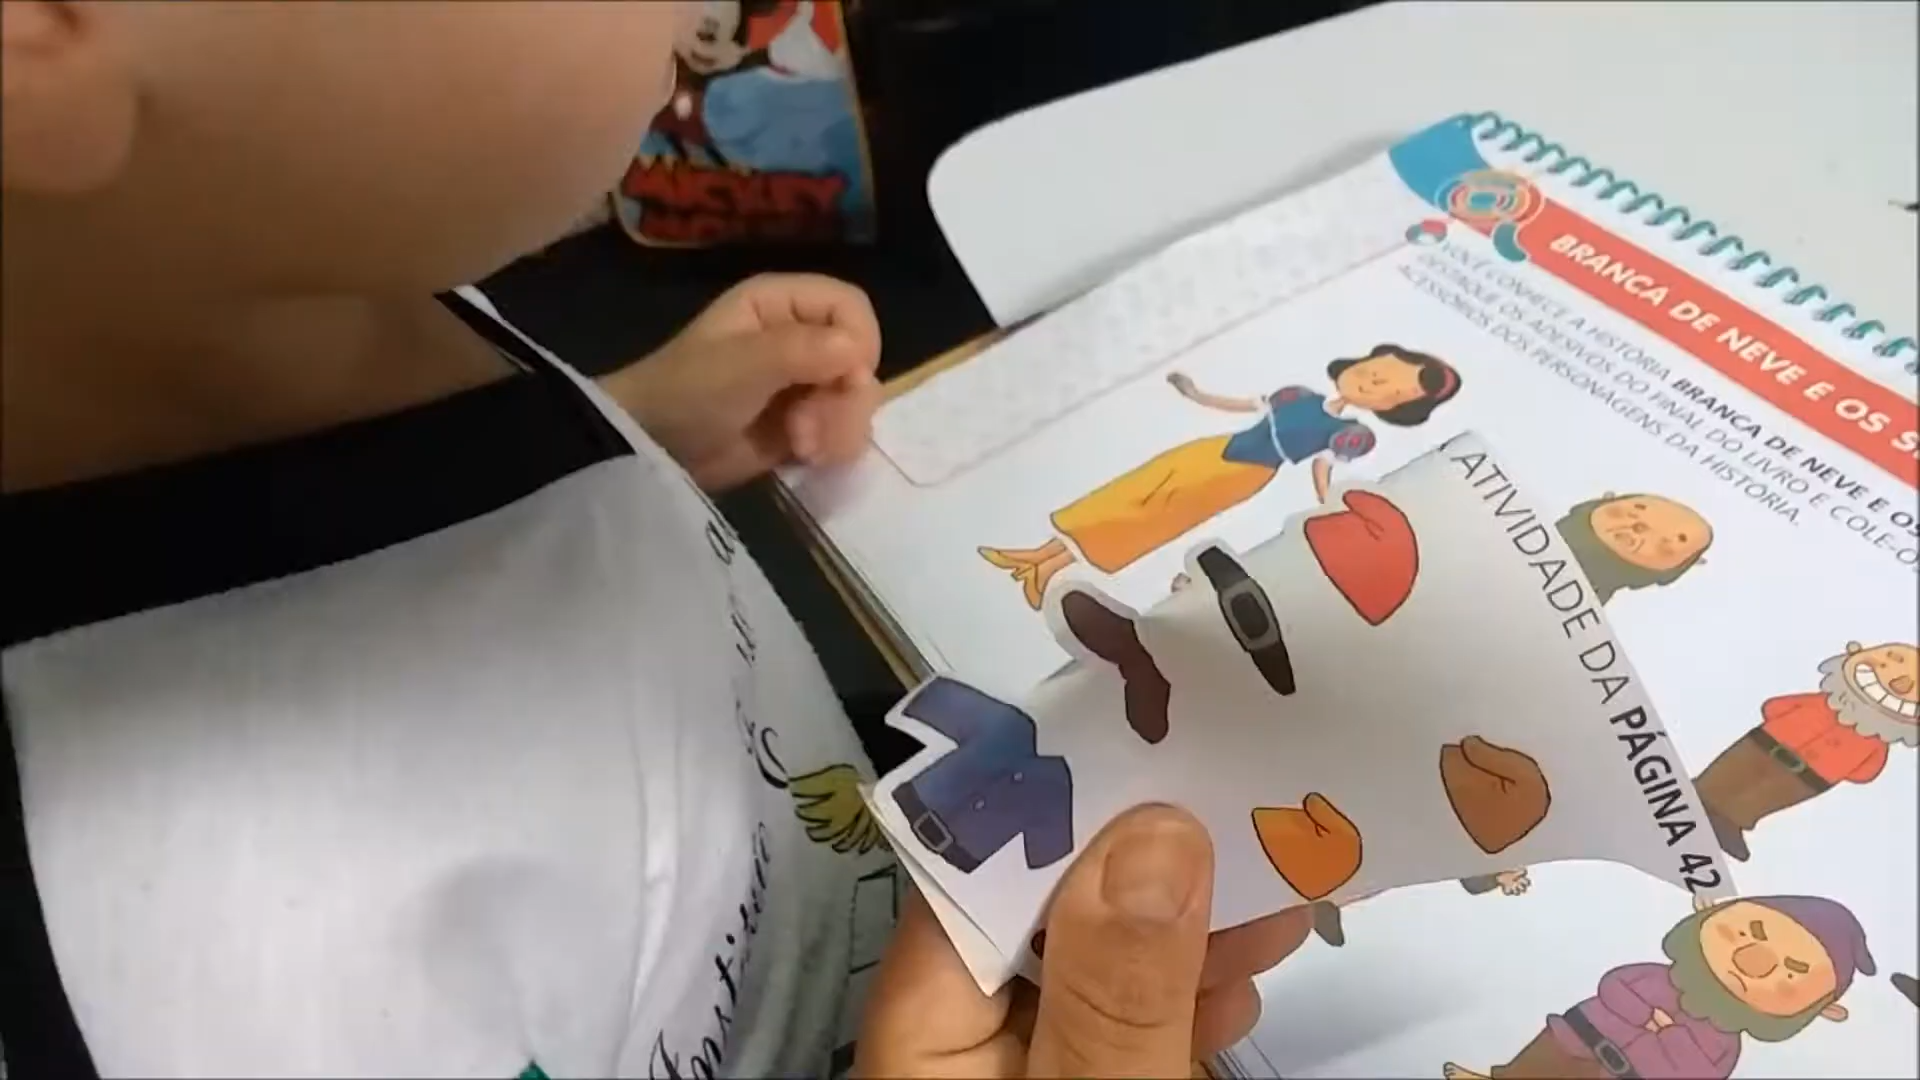 MICKEY
BRANCA DE NEVE E OS S
VOCÊ CONHECE A HISTÓRIA BRANCA DE NEVE E OS
DESTAQUE OS ADESIVOS DO FINAL DO LIVRO E COLE-O
ACESSÓRIOS DOS PERSONAGENS DA HISTÓRIA.
ATIVIDADE DA PÁGINA 42